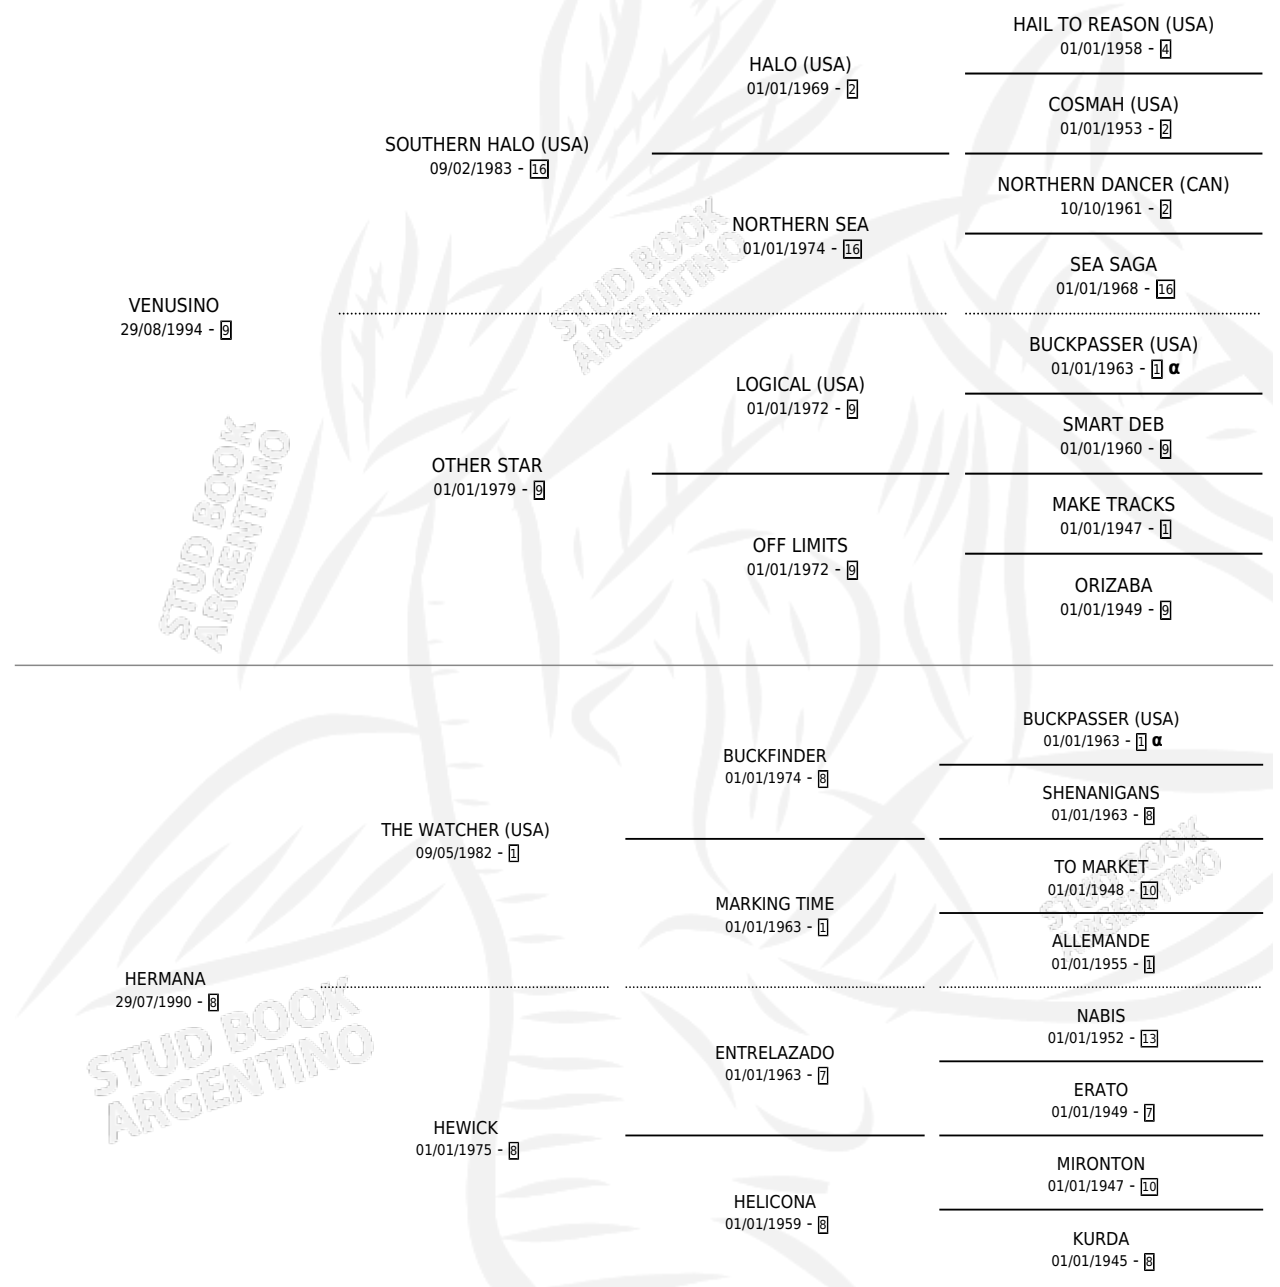 HAIL TO REASON (USA)
01/01/1958 - 4
HALO (USA)
01/01/1969 - 2
COSMAH (USA)
01/01/1953 - 2
SOUTHERN HALO (USA)
09/02/1983 - 16
NORTHERN DANCER (CAN)
10/10/1961 - 2
NORTHERN SEA
01/01/1974 - 16
SEA SAGA
01/01/1968 - 16
STUD BOOK
ARGENTINO
VENUSINO
29/08/1994 - 9
BUCKPASSER (USA)
01/01/1963 - 1 α
LOGICAL (USA)
01/01/1972 - 9
SMART DEB
01/01/1960 - 9
OTHER STAR
01/01/1979 - 9
MAKE TRACKS
01/01/1947 - 1
OFF LIMITS
01/01/1972 - 9
ORIZABA
01/01/1949 - 9
STUD BOOK
ARGENTINO
BUCKPASSER (USA)
01/01/1963 - 1 α
BUCKFINDER
01/01/1974 - 8
SHENANIGANS
01/01/1963 - 8
THE WATCHER (USA)
09/05/1982 - 1
TO MARKET
01/01/1948 - 10
MARKING TIME
01/01/1963 - 1
ALLEMANDE
01/01/1955 - 1
STUD BOOK
ARGENTINO
HERMANA
29/07/1990 - 8
NABIS
01/01/1952 - 13
ENTRELAZADO
01/01/1963 - 7
ERATO
01/01/1949 - 7
STUD BOOK
ARGENTINO
HEWICK
01/01/1975 - 8
MIRONTON
01/01/1947 - 10
HELICONA
01/01/1959 - 8
KURDA
01/01/1945 - 8